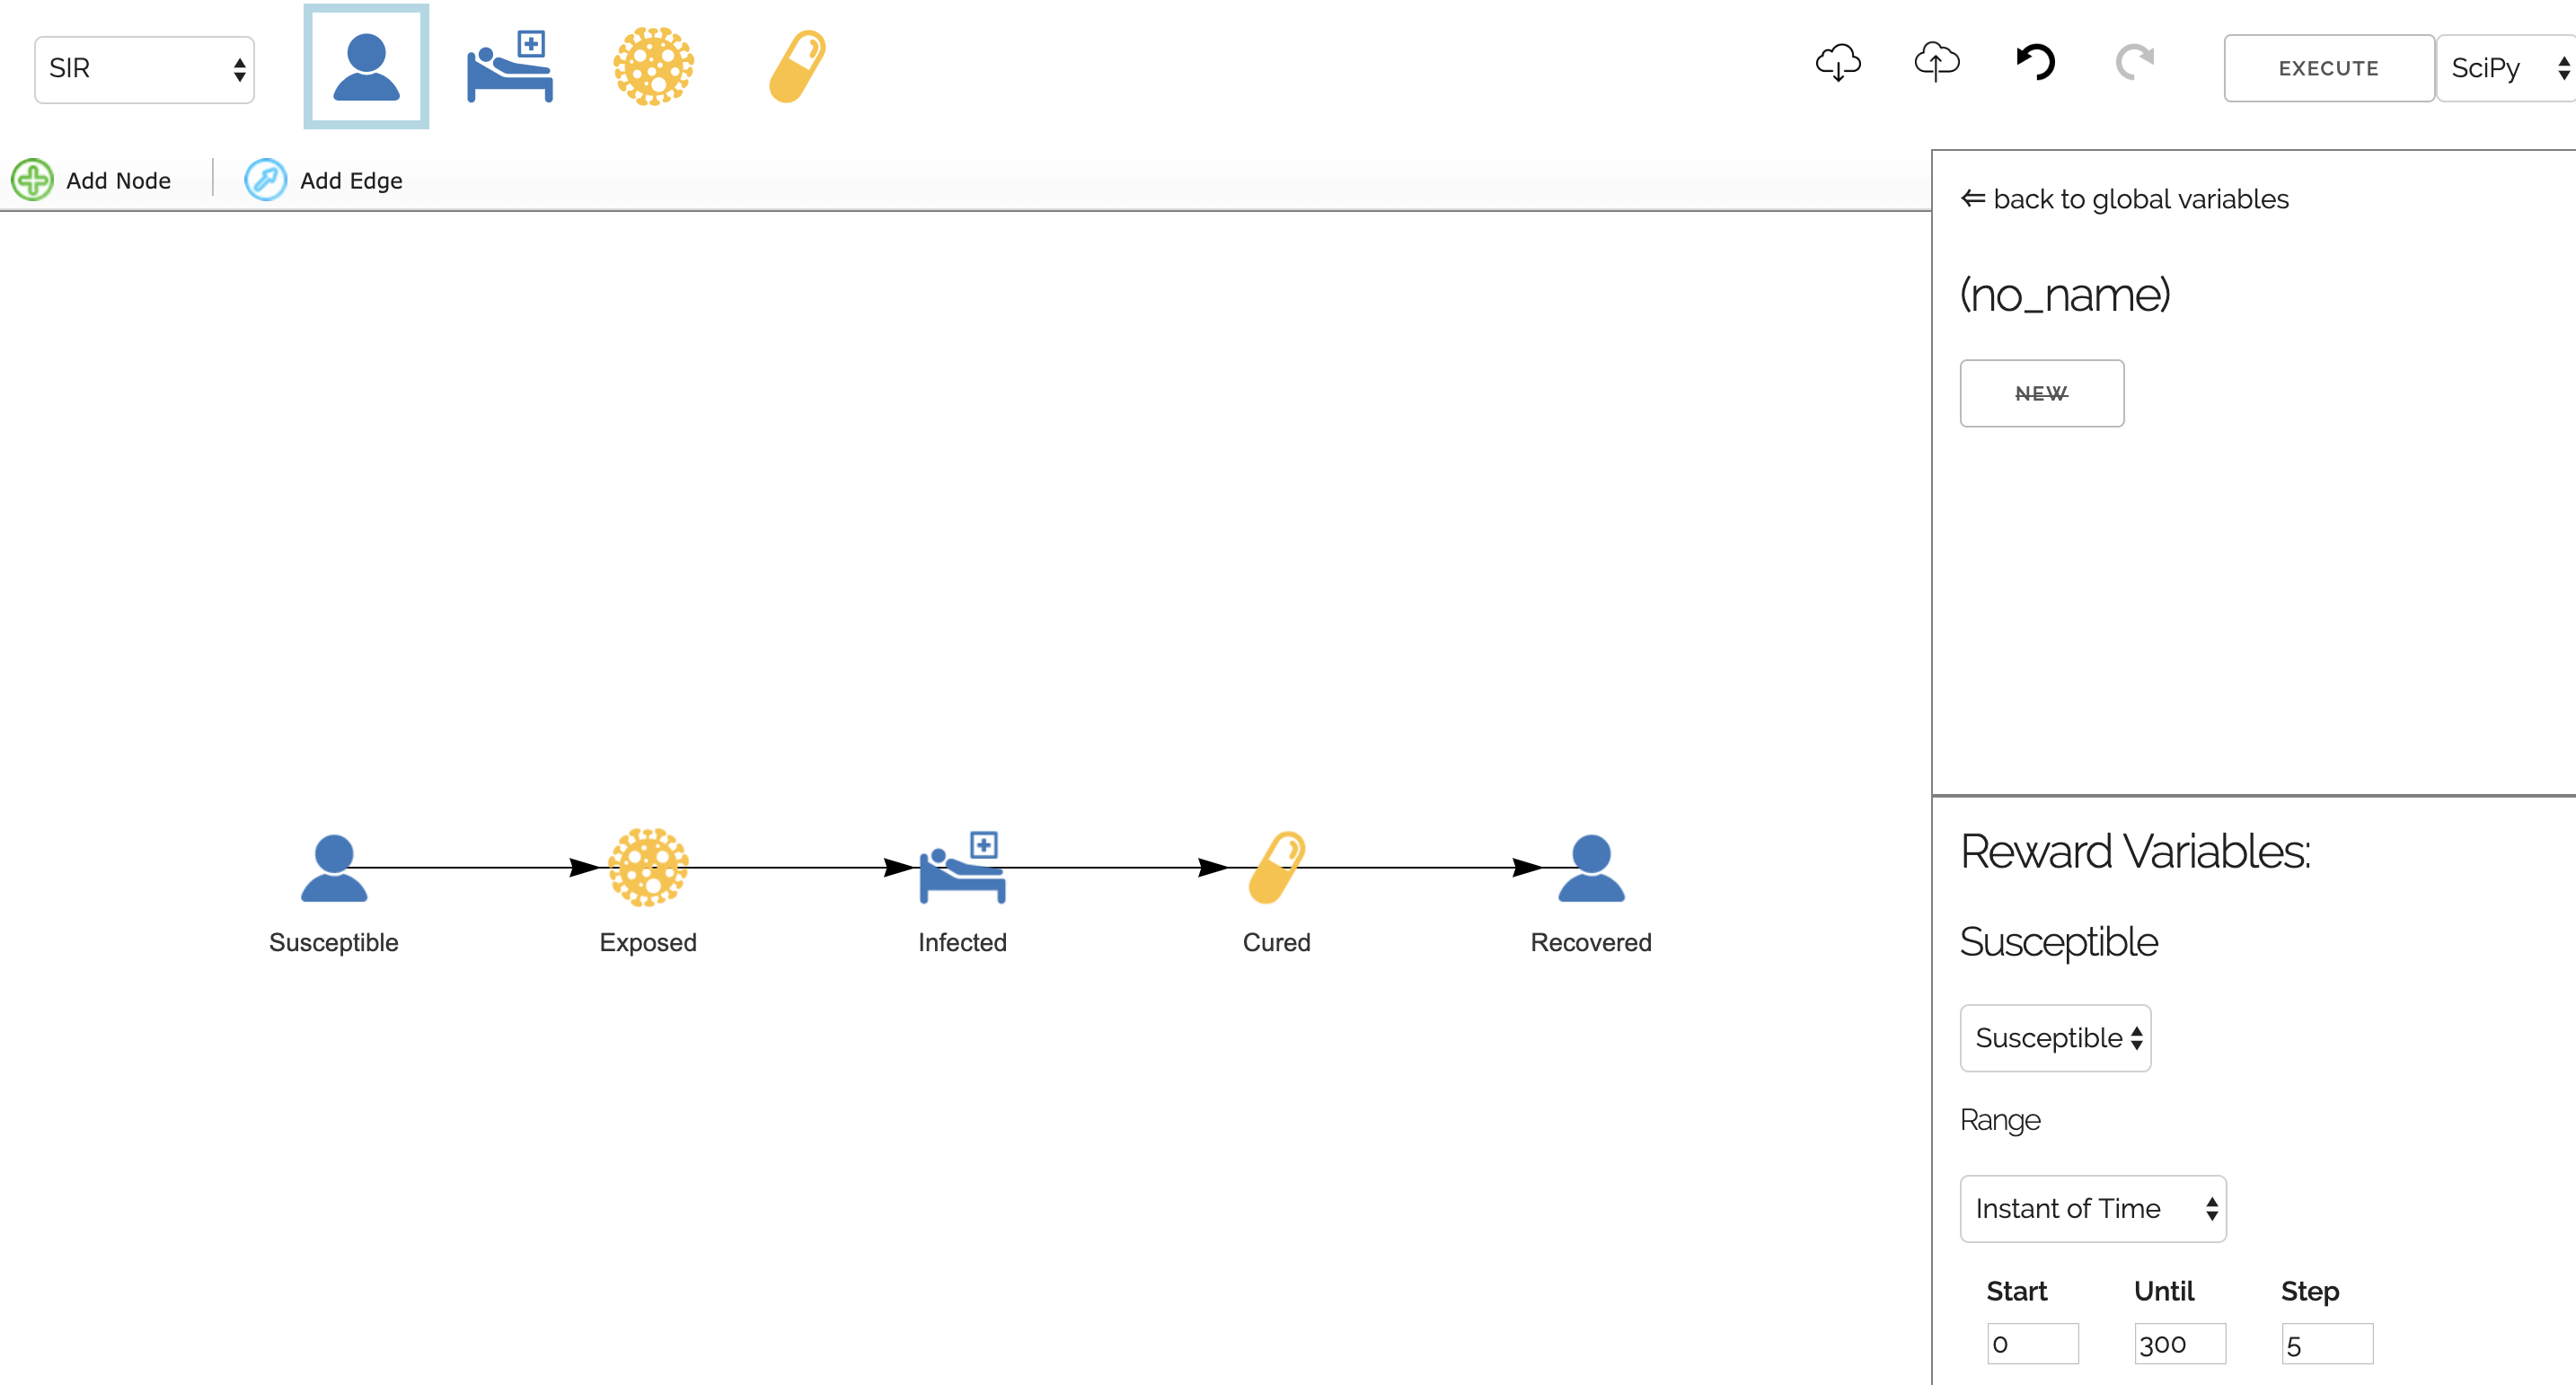 SIR
EXECUTE
SciPy
Add Node
Add Edge
⇐ back to global variables
(no_name)
NEW
Susceptible
Exposed
Infected
Cured
Recovered
Reward Variables:
Susceptible
Susceptible
Range
Instant of Time
Start Until Step
0 300 5